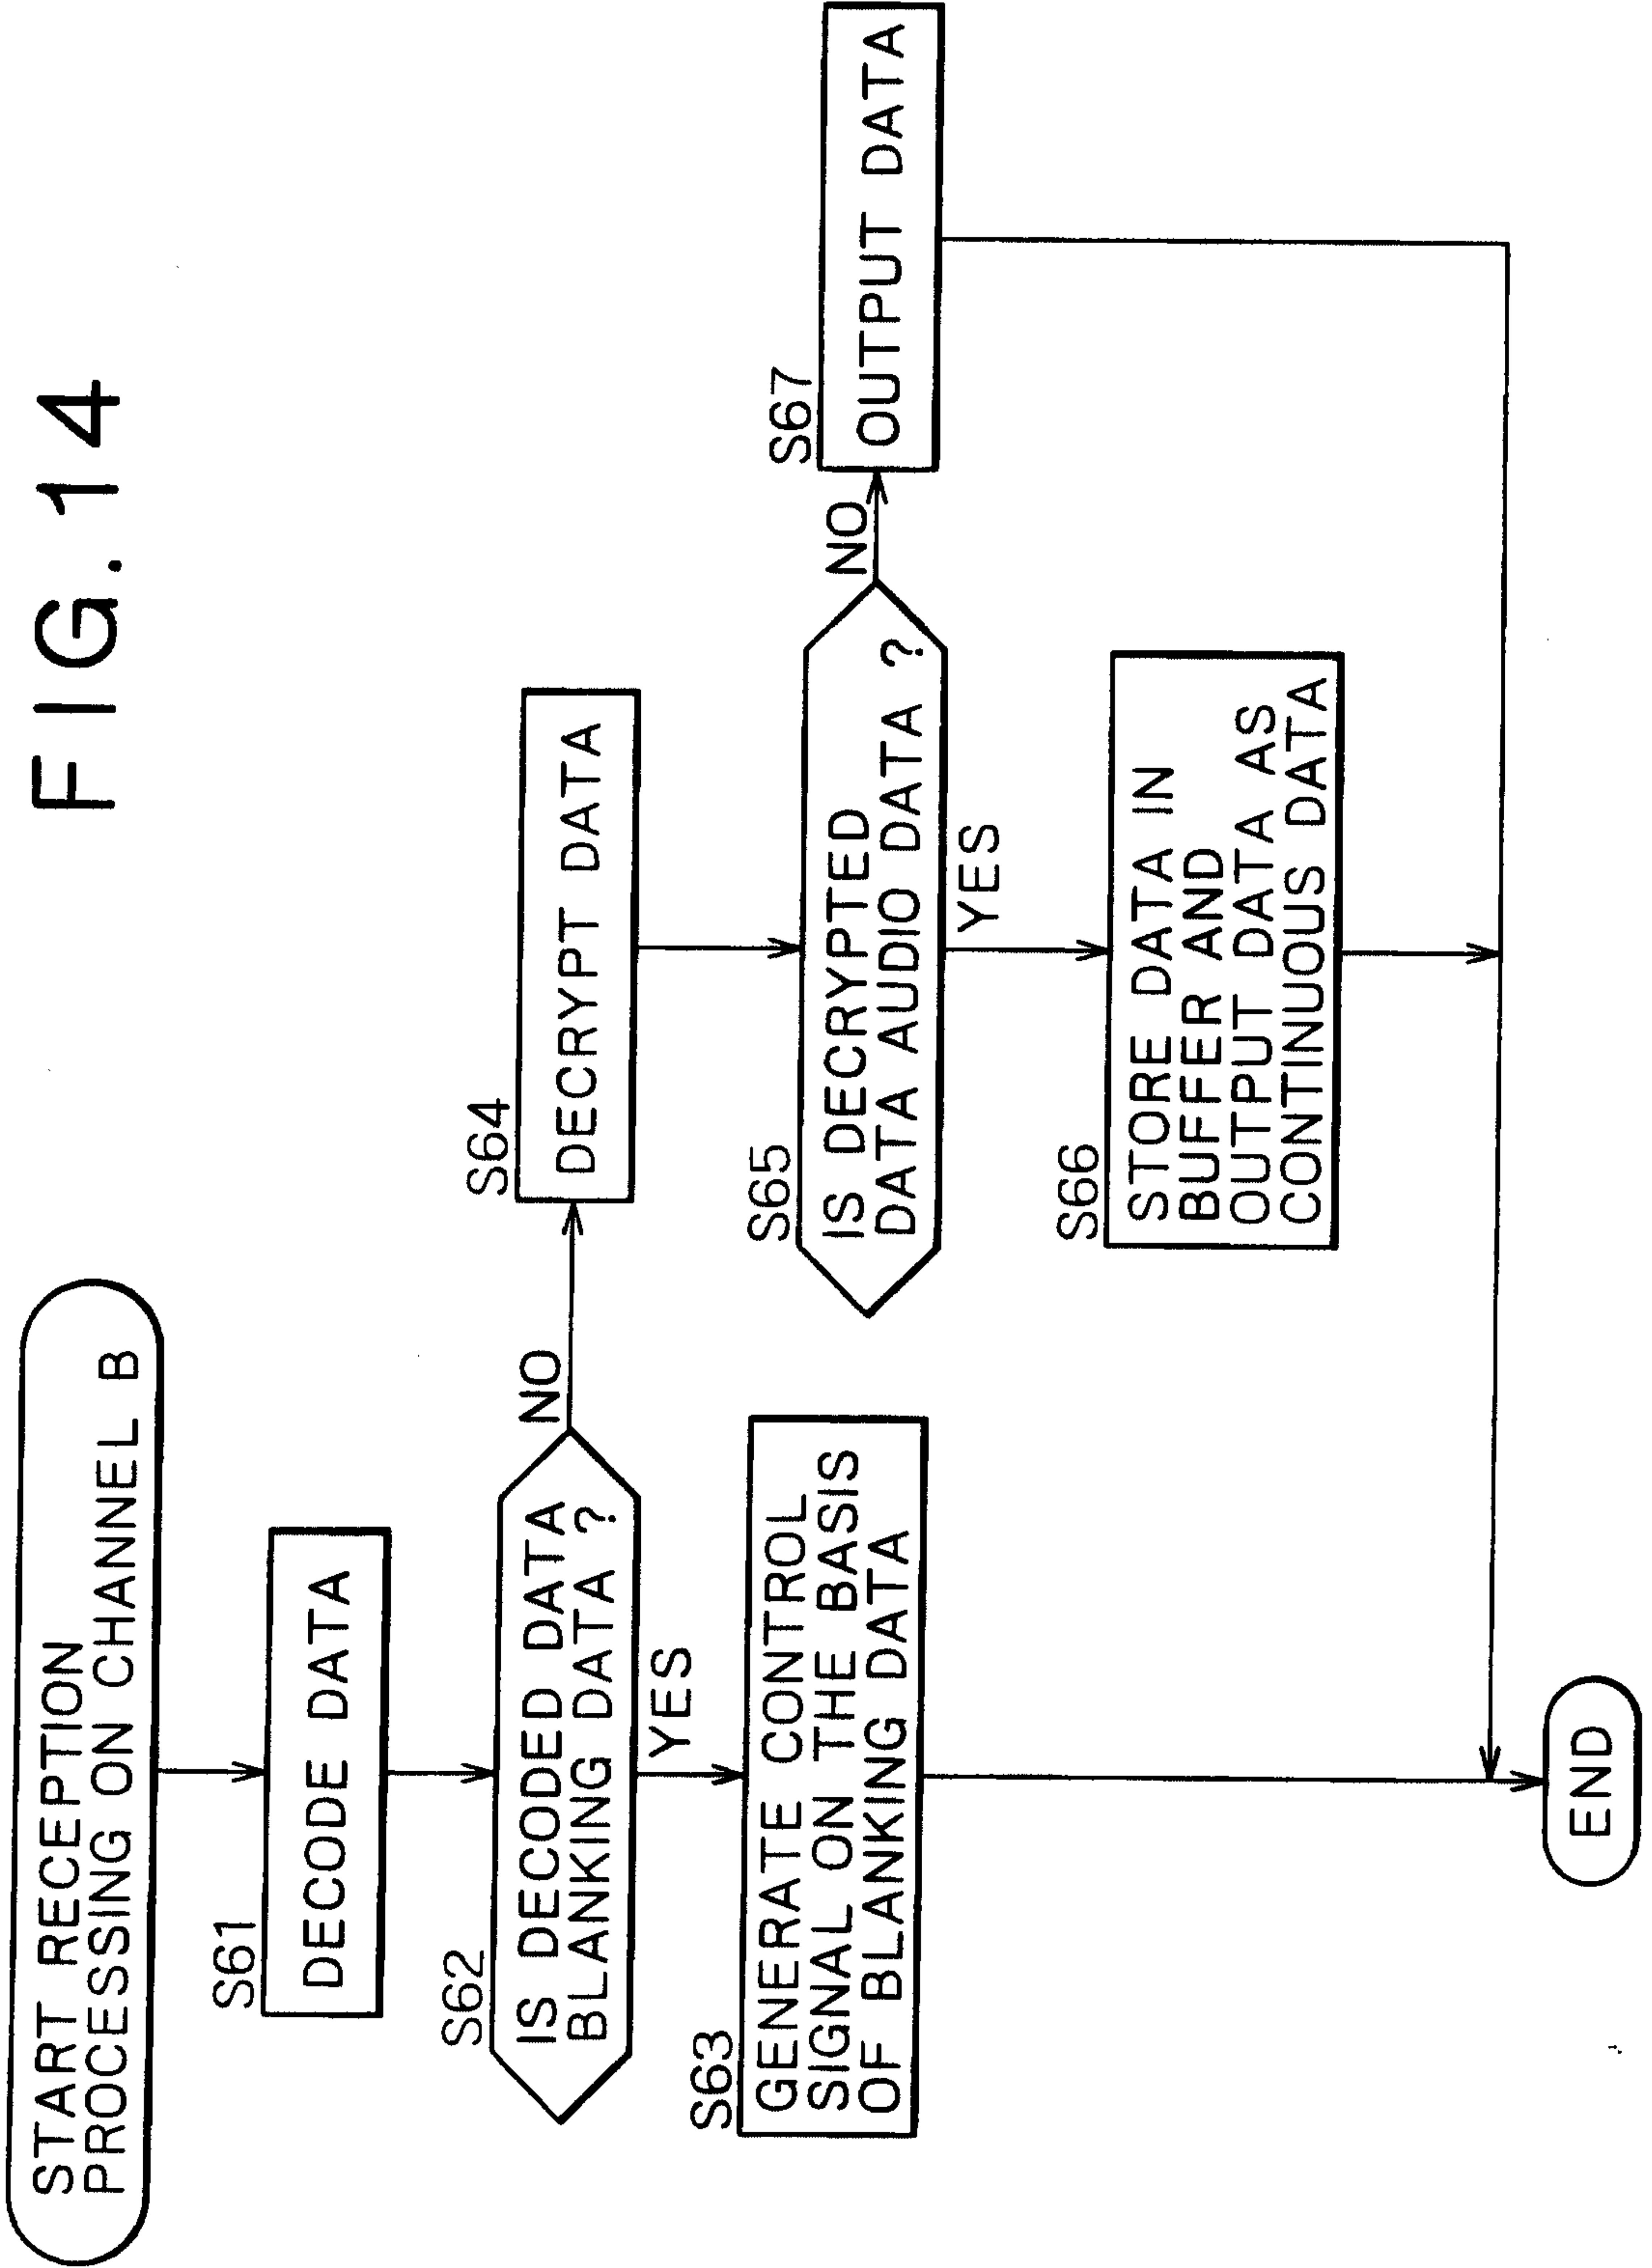 FIG. 14
START RECEPTION
PROCESSING ON CHANNEL B
S61
DECODE DATA
S62
IS DECODED DATA
BLANKING DATA ?
YES
NO
S63
GENERATE CONTROL
SIGNAL ON THE BASIS
OF BLANKING DATA
S64
DECRYPT DATA
S65
IS DECRYPTED
DATA AUDIO DATA ?
YES
NO
S66
STORE DATA IN
BUFFER AND
OUTPUT DATA AS
CONTINUOUS DATA
S67
OUTPUT DATA
END